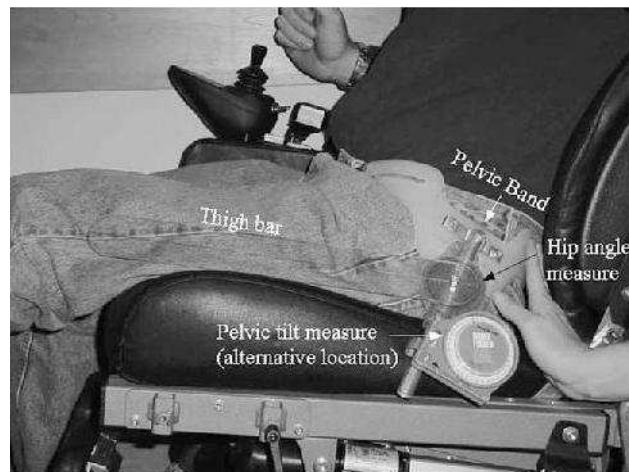 Pelvic Band
Thigh bar
Hip angle
measure
Pelvic tilt measure
(alternative location)